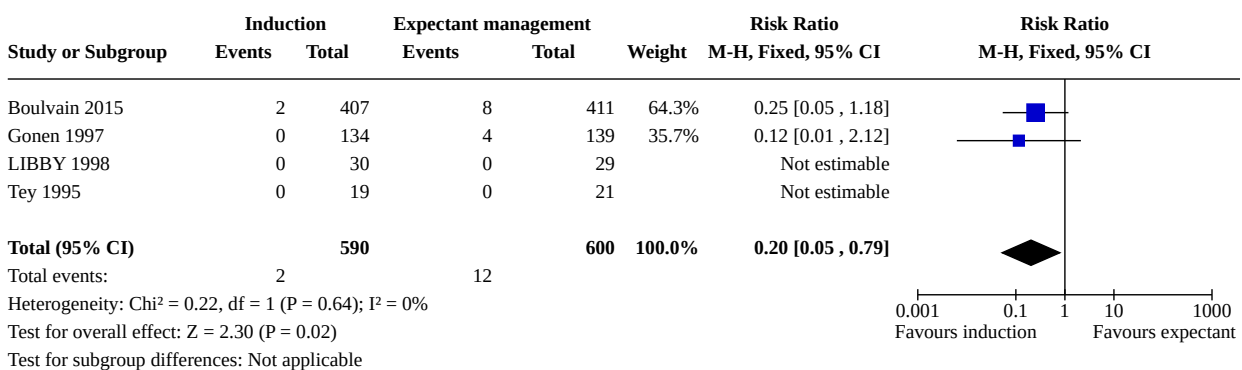 Induction Expectant management Risk Ratio Risk Ratio
Study or Subgroup Events Total Events Total Weight M-H, Fixed, 95% CI M-H, Fixed, 95% CI
Boulvain 2015 2 407 8 411 64.3% 0.25 [0.05 , 1.18]
Gonen 1997 0 134 4 139 35.7% 0.12 [0.01 , 2.12]
LIBBY 1998 0 30 0 29 Not estimable
Tey 1995 0 19 0 21 Not estimable
Total (95% CI) 590 600 100.0% 0.20 [0.05 , 0.79]
Total events: 2 12
Heterogeneity: Chi² = 0.22, df = 1 (P = 0.64); I² = 0%
0.001 0.1 1 10 1000
Test for overall effect: Z = 2.30 (P = 0.02)
Favours induction Favours expectant
Test for subgroup differences: Not applicable